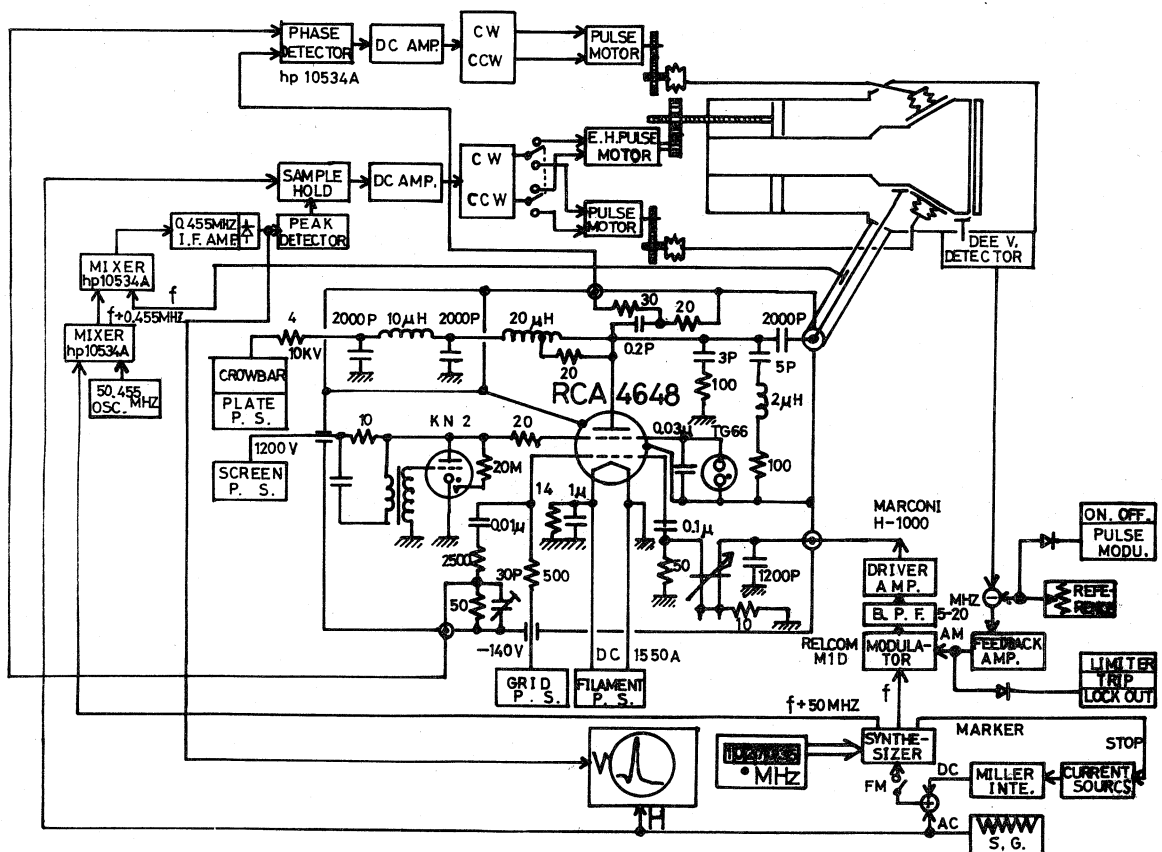 PHASE
DETECTOR
hp 10534A
DC AMP.
CW
CCW
PULSE
MOTOR
SAMPLE
HOLD
DC AMP.
CW
CCW
E.H.PULSE
MOTOR
PULSE
MOTOR
0.455MHZ
I.F. AMP
PEAK
DETECTOR
DEE V.
DETECTOR
MIXER
hp10534A
f
f+0.455MHZ
MIXER
hp10534A
50.455 MHZ
OSC.
4
10KV
2000P
10μH
2000P
20μH
30
20
0.2P
20
2000P
3P
100
5P
2μH
100
CROWBAR
PLATE
P. S.
RCA 4648
1200V
SCREEN
P. S.
10
KN 2
20
20M
0.03μ
TG66
14
1μ
0.01μ
2500
30P
50
500
0.1μ
50
1200P
10
-140V
DC 1550A
GRID
P. S.
FILAMENT
P. S.
MARCONI
H-1000
DRIVER
AMP.
B. P. F.
5-20
MHZ
RELCOM
M1D
MODULA-
TOR
AM
FEEDBACK
AMP.
ON. OFF.
PULSE
MODU.
REFE-
RENCE
LIMITER
TRIP
LOCK OUT
f
f+50MHZ
SYNTHE-
SIZER
MARKER
STOP
MHz
FM
DC
MILLER
INTE.
CURRENT
SOURCS
AC
S. G.
V
H